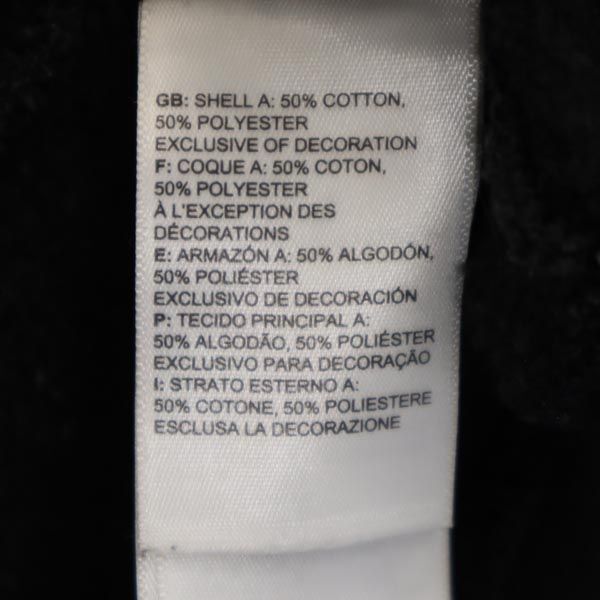 GB: SHELL A: 50% COTTON,
50% POLYESTER
EXCLUSIVE OF DECORATION
F: COQUE A: 50% COTON,
50% POLYESTER
À L'EXCEPTION DES
DÉCORATIONS
E: ARMAZÓN A: 50% ALGODÓN,
50% POLIÉSTER
EXCLUSIVO DE DECORACIÓN
P: TECIDO PRINCIPAL A:
50% ALGODÃO, 50% POLIÉSTER
EXCLUSIVO PARA DECORAÇAO
I: STRATO ESTERNO A:
50% COTONE, 50% POLIESTERE
ESCLUSA LA DECORAZIONE